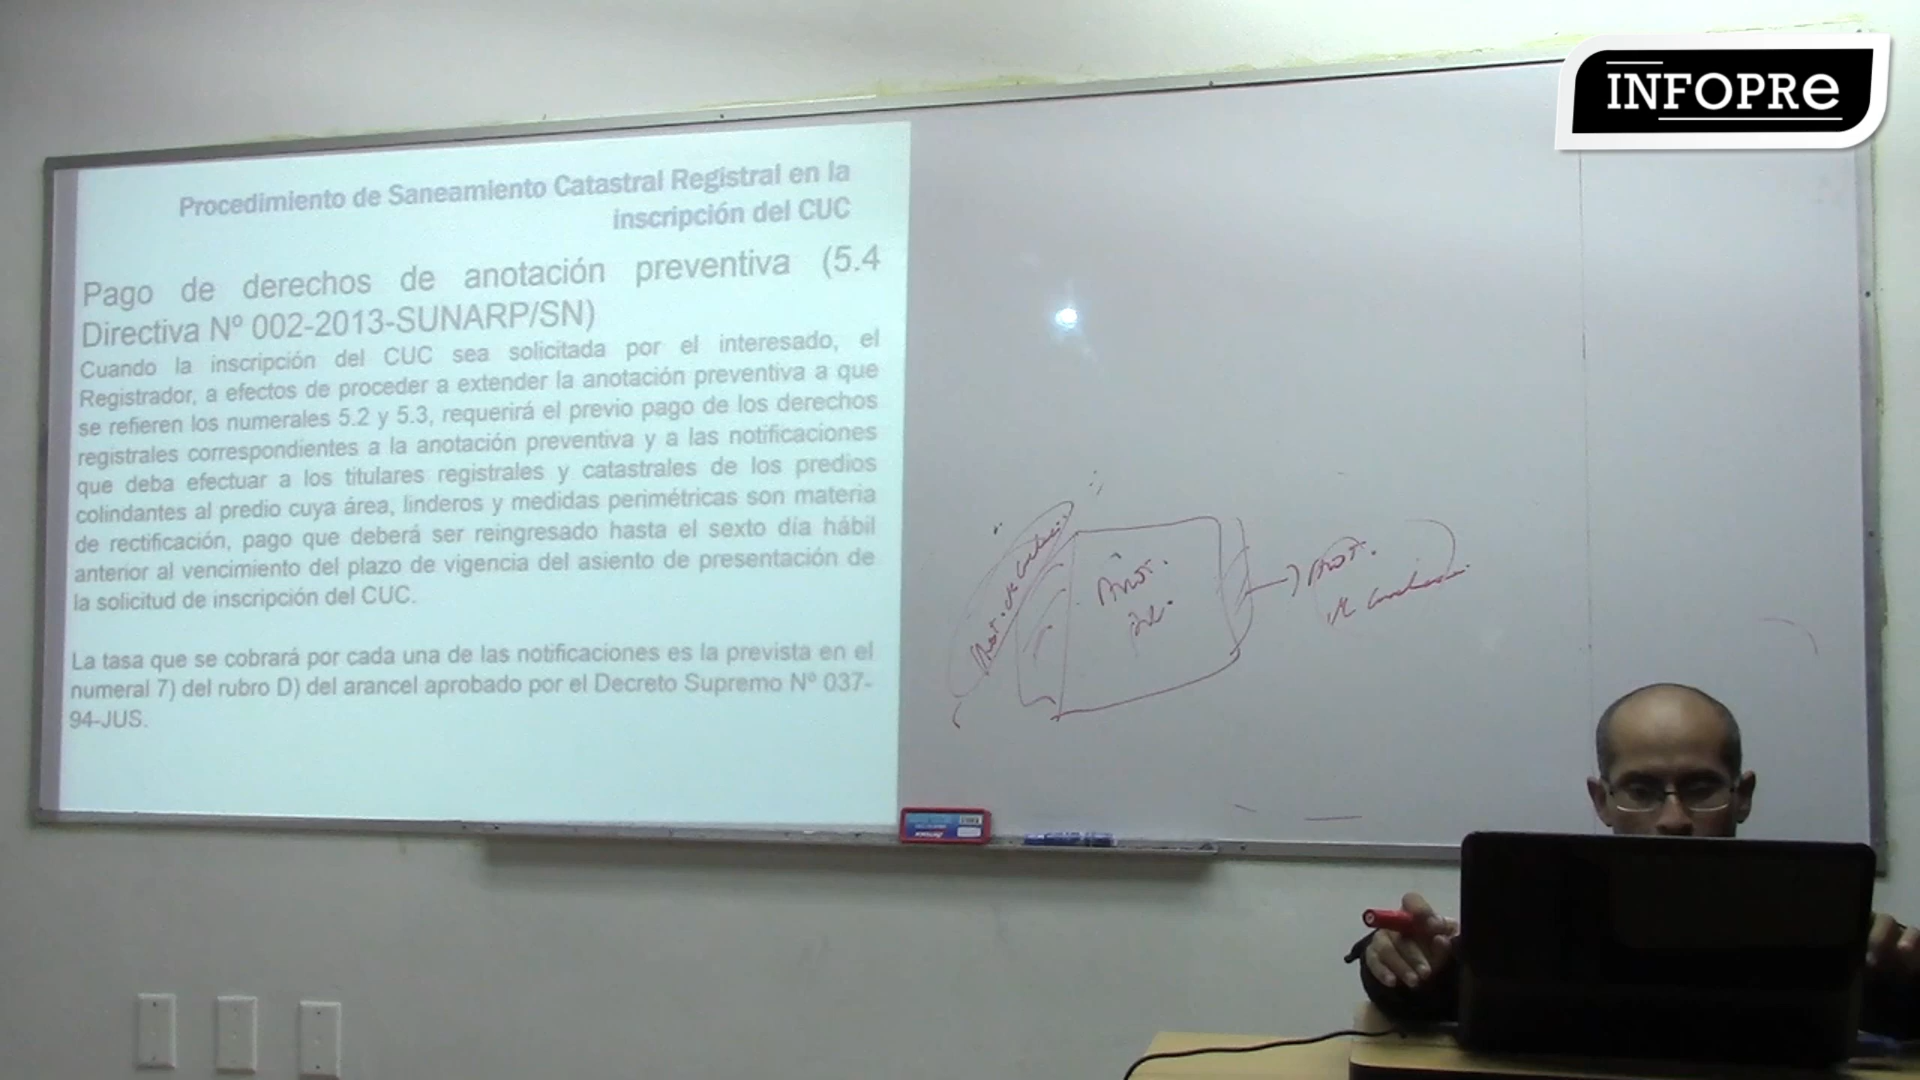 INFOPRe
Procedimiento de Saneamiento Catastral Registral en la
inscripción del CUC
Pago de derechos de anotación preventiva (5.4
Directiva Nº 002-2013-SUNARP/SN)
Cuando la inscripción del CUC sea solicitada por el interesado, el
Registrador, a efectos de proceder a extender la anotación preventiva a que
se refieren los numerales 5.2 y 5.3, requerirá el previo pago de los derechos
registrales correspondientes a la anotación preventiva y a las notificaciones
que deba efectuar a los titulares registrales y catastrales de los predios
colindantes al predio cuya área, linderos y medidas perimétricas son materia
de rectificación, pago que deberá ser reingresado hasta el sexto día hábil
anterior al vencimiento del plazo de vigencia del asiento de presentación de
la solicitud de inscripción del CUC.
La tasa que se cobrará por cada una de las notificaciones es la prevista en el
numeral 7) del rubro D) del arancel aprobado por el Decreto Supremo Nº 037-
94-JUS.